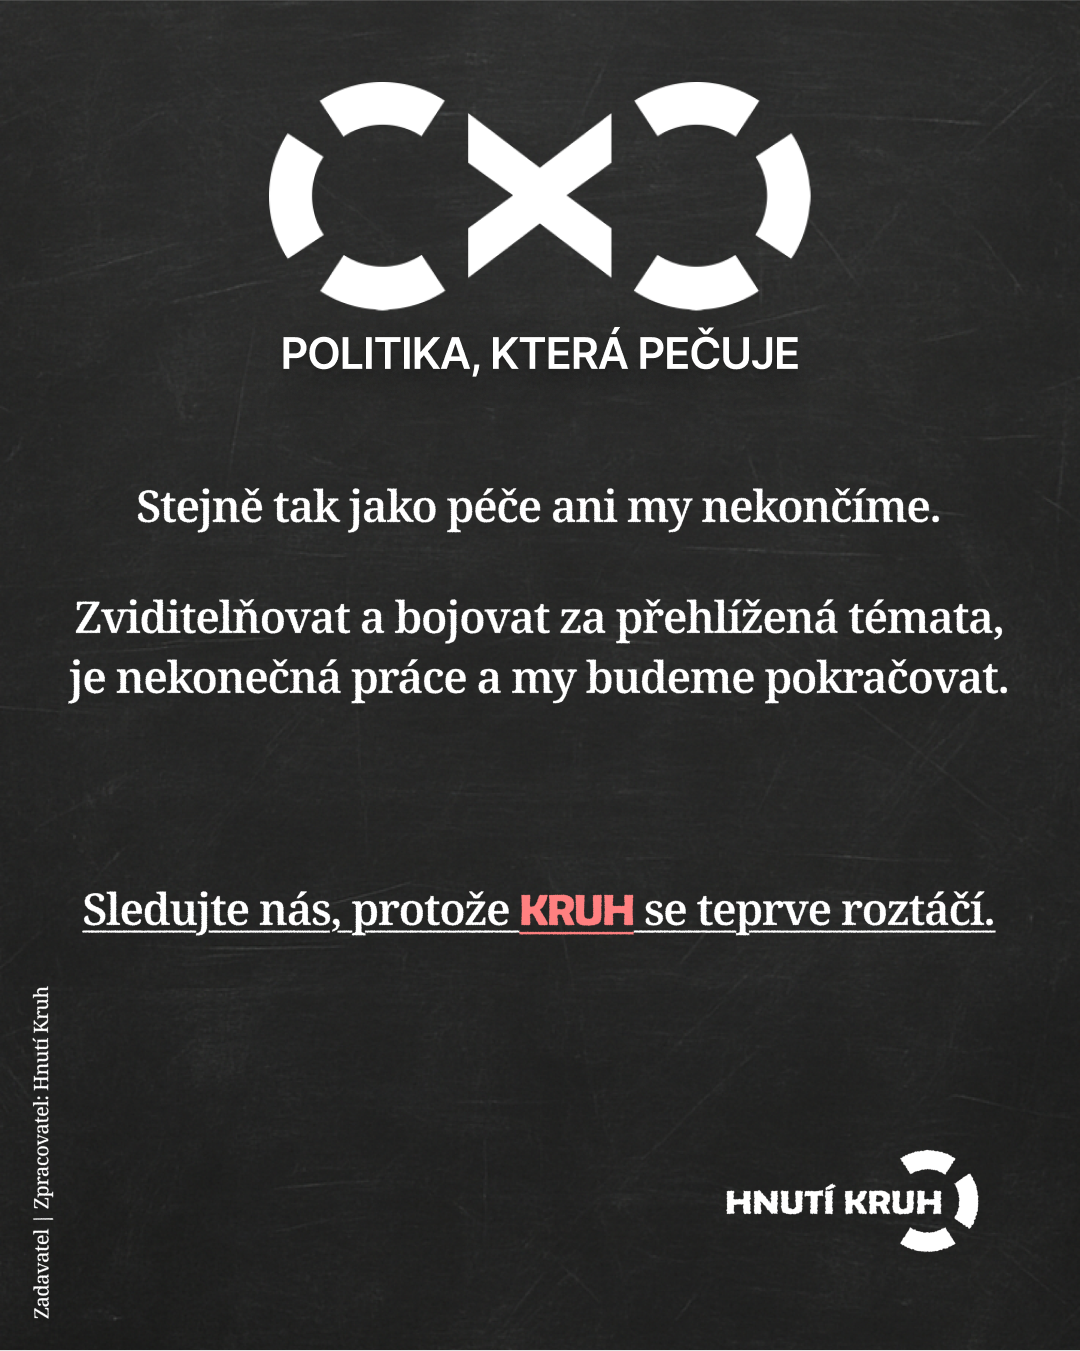 POLITIKA, KTERÁ PEČUJE
Stejně tak jako péče ani my nekončíme.
Zviditelňovat a bojovat za přehlížená témata,
je nekonečná práce a my budeme pokračovat.
Sledujte nás, protože KRUH se teprve roztáčí.
Zadavatel | Zpracovatel: Hnutí Kruh
HNUTÍ KRUH